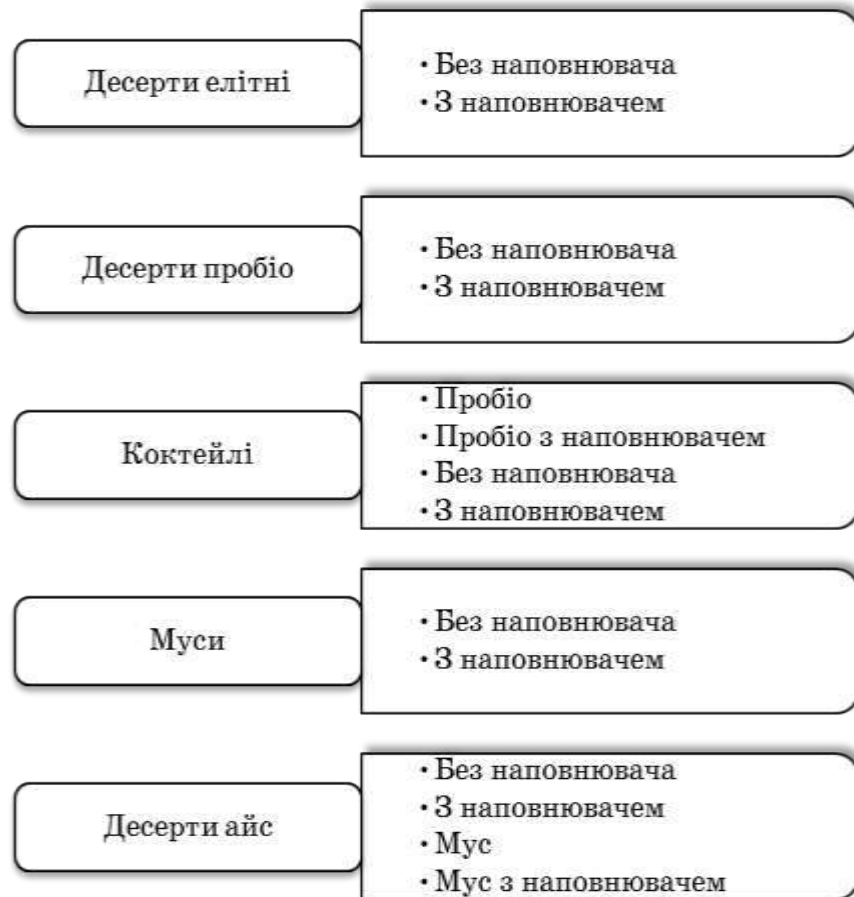 Десерти елітні
• Без наповнювача
• З наповнювачем
Десерти пробіо
• Без наповнювача
• З наповнювачем
Коктейлі
• Пробіо
• Пробіо з наповнювачем
• Без наповнювача
• З наповнювачем
Муси
• Без наповнювача
• З наповнювачем
Десерти айс
• Без наповнювача
• З наповнювачем
• Мус
• Мус з наповнювачем